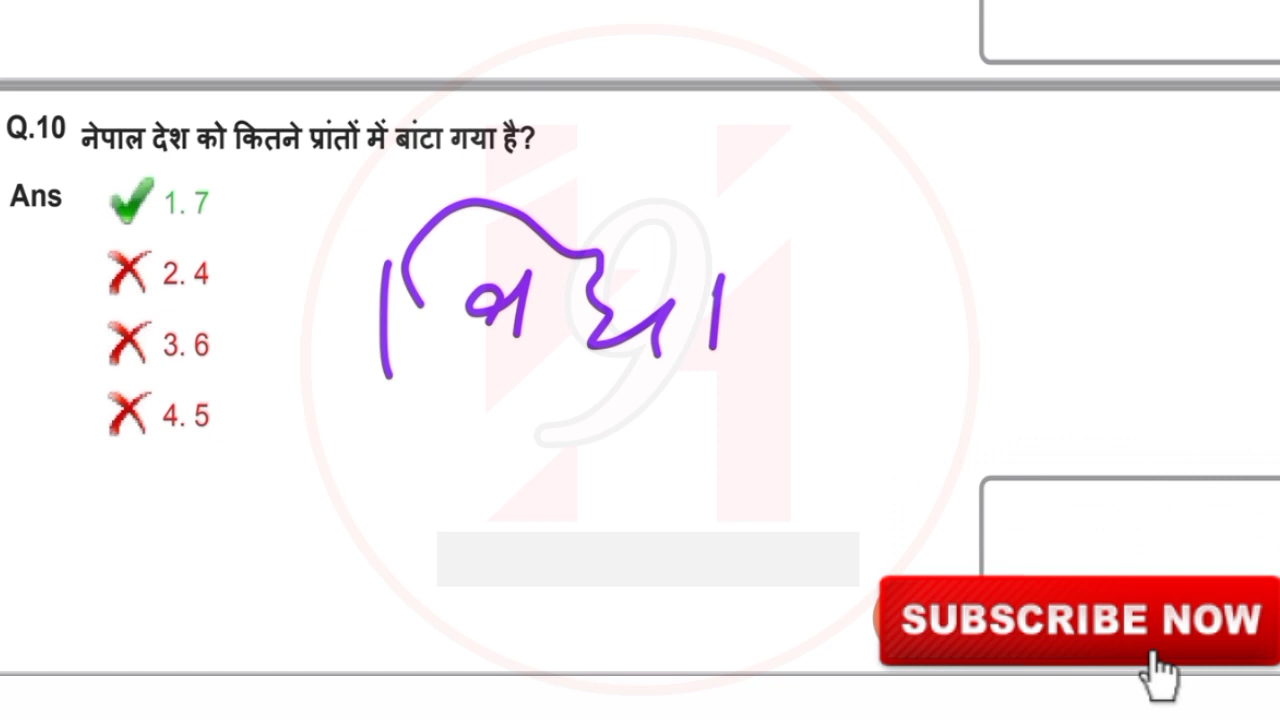 Q.10 नेपाल देश को कितने प्रांतों में बांटा गया है?
Ans 1. 7
2. 4
3. 6
4. 5
SUBSCRIBE NOW